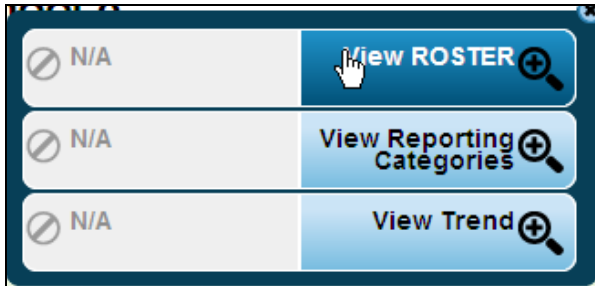 N/A
View ROSTER
N/A
View Reporting
Categories
N/A
View Trend